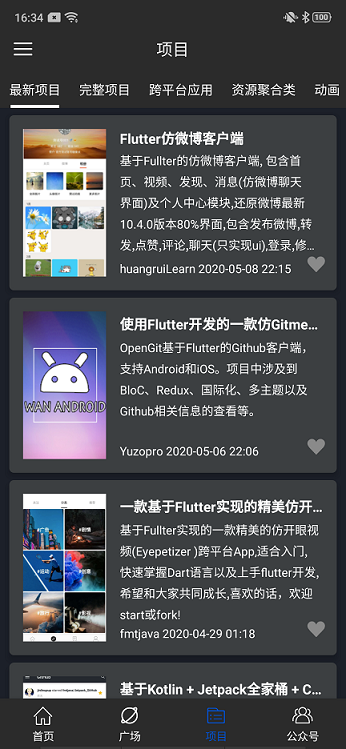 16:34
100
项目
最新项目 完整项目 跨平台应用 资源聚合类 动画
Flutter仿微博客户端
基于Fullter的仿微博客户端, 包含首
页、视频、发现、消息(仿微博聊天
界面)及个人中心模块,还原微博最新
10.4.0版本80%界面,包含发布微博,转
发,点赞,评论,聊天(只实现ui),登录,修...
huangruiLearn 2020-05-08 22:15
使用Flutter开发的一款仿Gitme...
OpenGit基于Flutter的Github客户端，
支持Android和iOS。项目中涉及到
BloC、Redux、国际化、多主题以及
Github相关信息的查看等。
WAN ANDROID
Yuzopro 2020-05-06 22:06
一款基于Flutter实现的精美仿开...
基于Fullter实现的一款精美的仿开眼视
频(Eyepetizer )跨平台App,适合入门,
快速掌握Dart语言以及上手flutter开发,
希望和大家共同成长,喜欢的话，欢迎
start或fork!
fmtjava 2020-04-29 01:18
基于Kotlin + Jetpack全家桶 + C...
首页 广场 项目 公众号